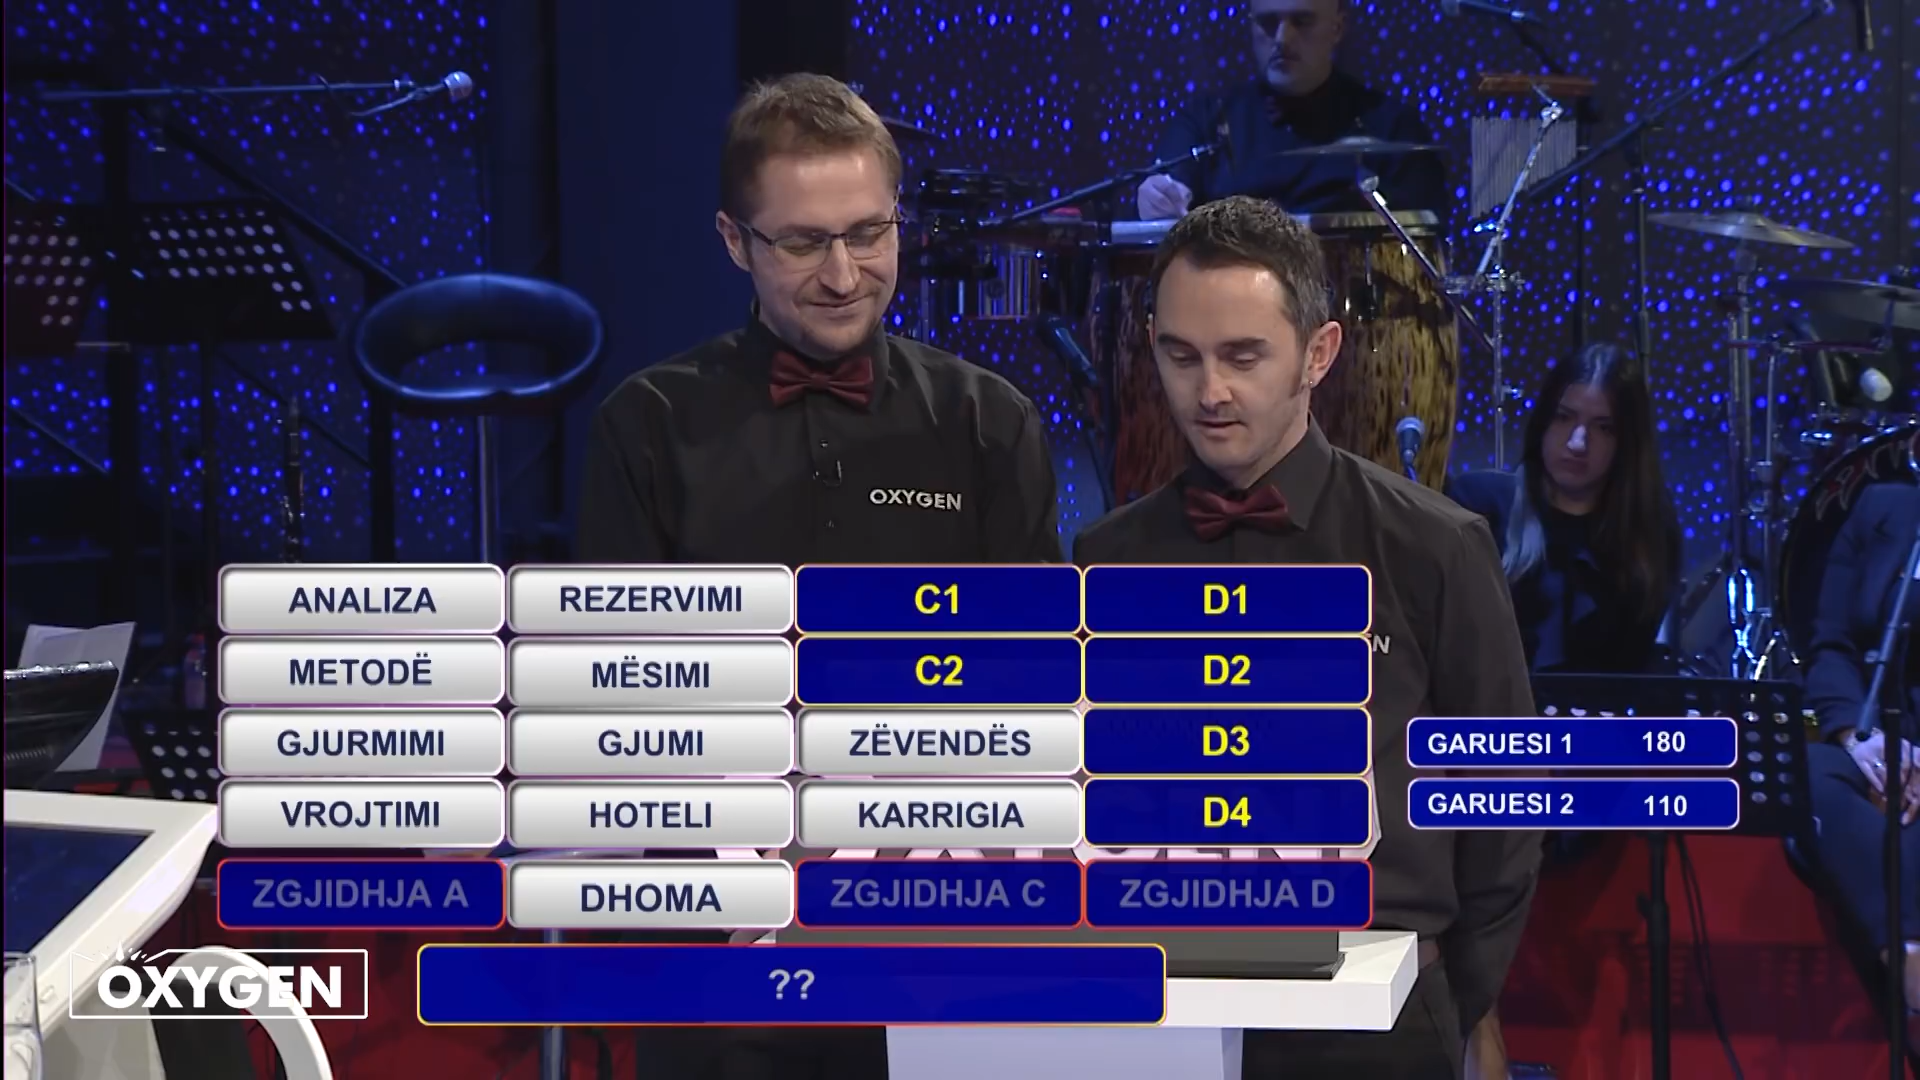 OXYGEN
N
ANALIZA REZERVIMI C1 D1
METODË MËSIMI C2 D2
GJURMIMI GJUMI ZËVENDËS D3
VROJTIMI HOTELI KARRIGIA D4
ZGJIDHJA A DHOMA ZGJIDHJA C ZGJIDHJA D
GARUESI 1 180
GARUESI 2 110
??
OXYGEN